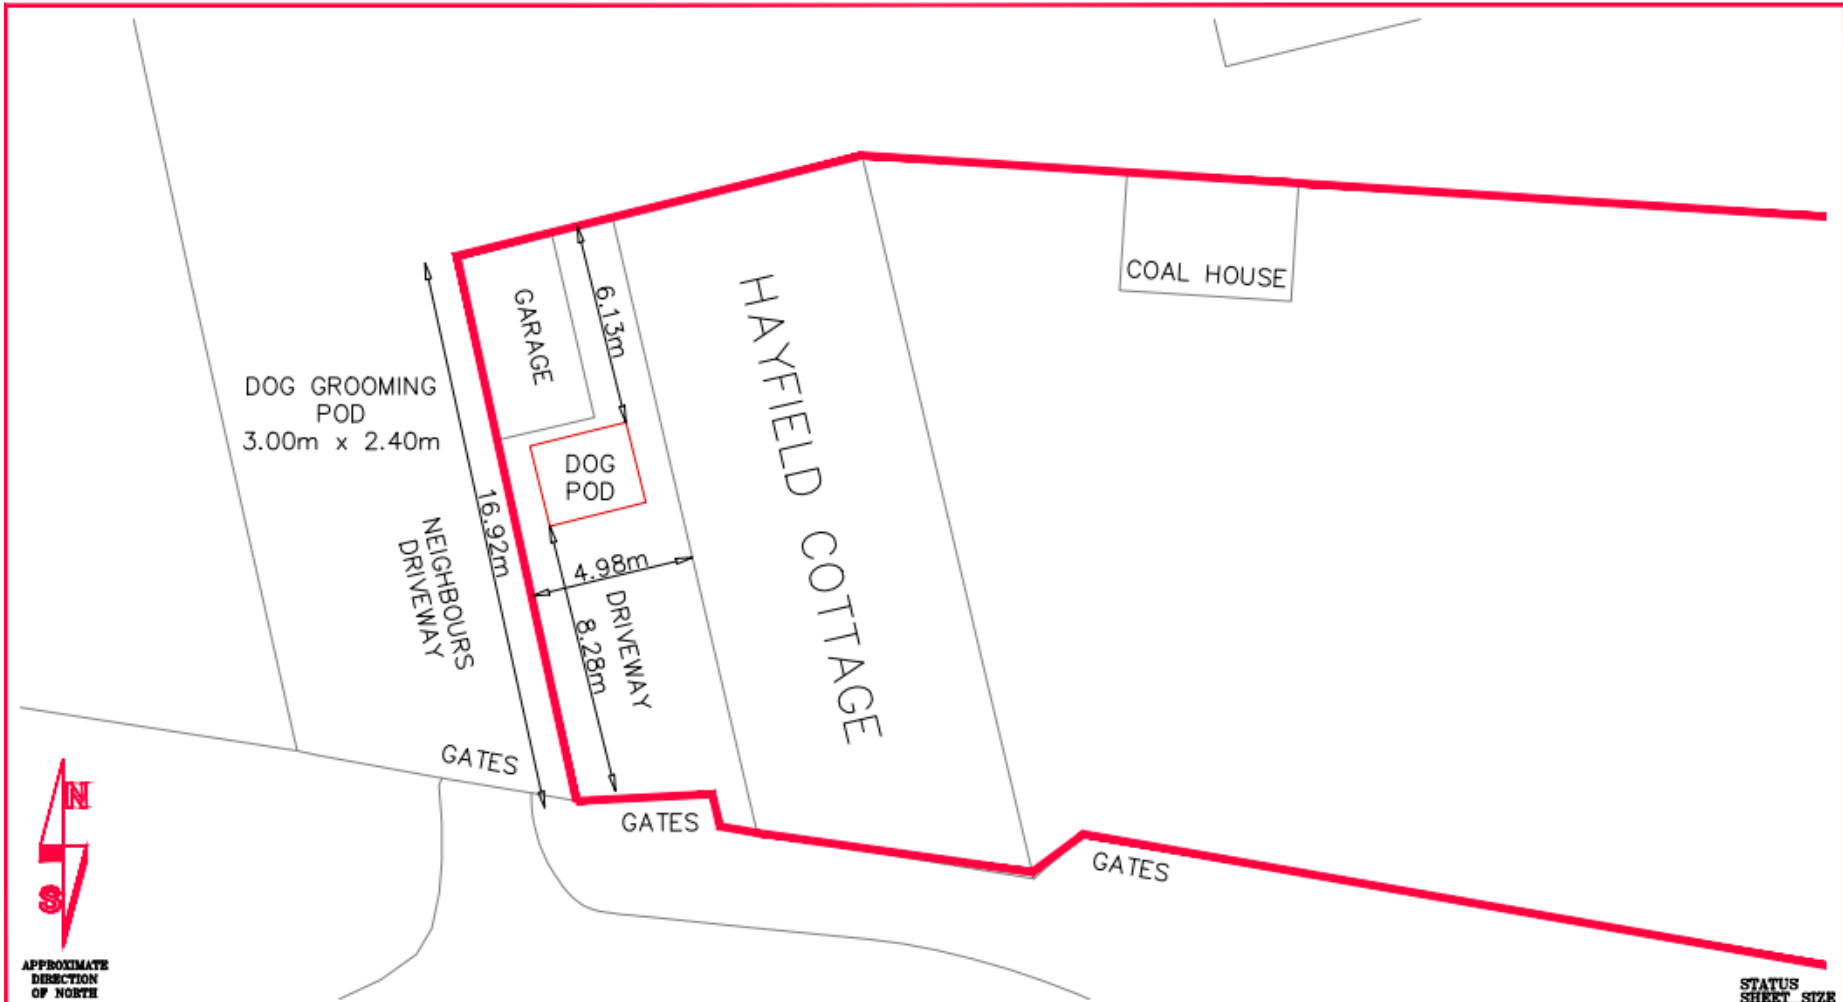 COAL HOUSE
GARAGE
6.13m
HAYFIELD COTTAGE
DOG GROOMING
POD
3.00m x 2.40m
DOG
POD
16.92m
NEIGHBOURS
DRIVEWAY
4.98m
DRIVEWAY
8.28m
GATES
GATES
GATES
N
S
APPROXIMATE
DIRECTION
OF NORTH
STATUS
SHEET SIZE